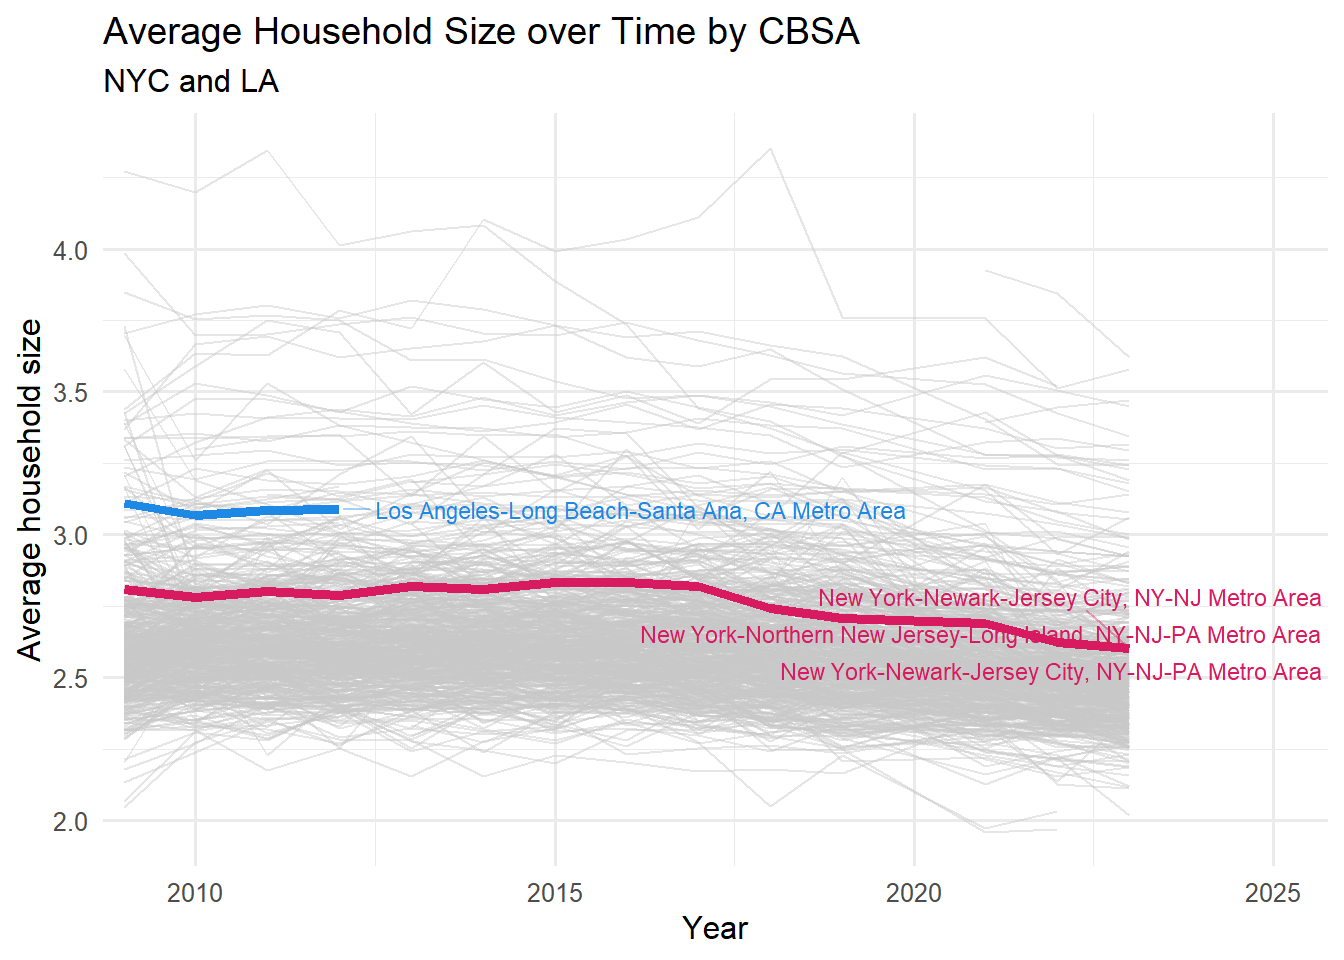 Average Household Size over Time by CBSA
NYC and LA
Average household size
4.0
3.5
3.0
2.5
2.0
Los Angeles-Long Beach-Santa Ana, CA Metro Area
New York-Newark-Jersey City, NY-NJ Metro Area
New York-Northern New Jersey-Long Island, NY-NJ-PA Metro Area
New York-Newark-Jersey City, NY-NJ-PA Metro Area
2010 2015 2020 2025
Year